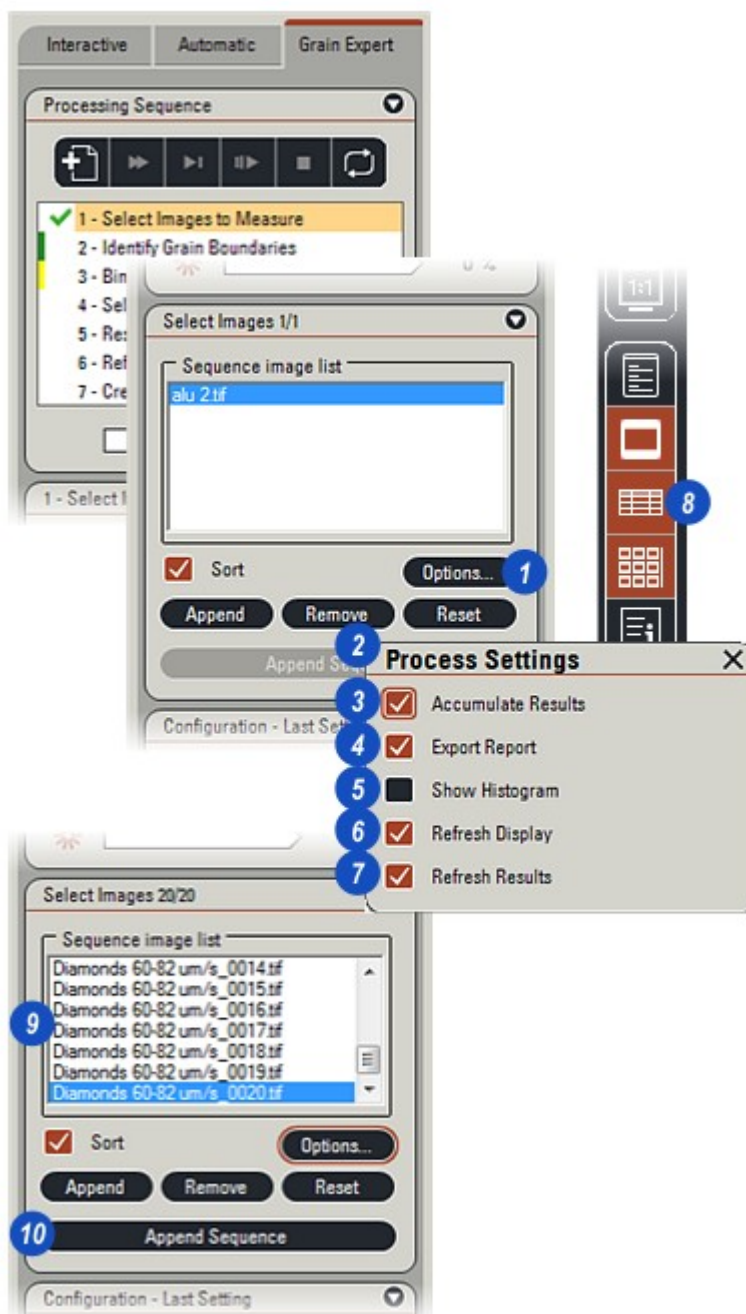 Interactive Automatic Grain Expert
Processing Sequence
1 - Select Images to Measure
2 - Identify Grain Boundaries
3 - Bin
4 - Sel
5 - Res
6 - Ref
7 - Cre
1 - Select I
0 %
Select Images 1/1
Sequence image list
alu 2.tif
Sort
Options... 1
Append Remove Reset
Append Seq
Configuration - Last Sett
1:1
8
2 Process Settings
3 Accumulate Results
4 Export Report
5 Show Histogram
6 Refresh Display
7 Refresh Results
Select Images 20/20
Sequence image list
Diamonds 60-82 um/s_0014.tif
Diamonds 60-82 um/s_0015.tif
Diamonds 60-82 um/s_0016.tif
9 Diamonds 60-82 um/s_0017.tif
Diamonds 60-82 um/s_0018.tif
Diamonds 60-82 um/s_0019.tif
Diamonds 60-82 um/s_0020.tif
Sort
Options...
Append Remove Reset
10 Append Sequence
Configuration - Last Setting